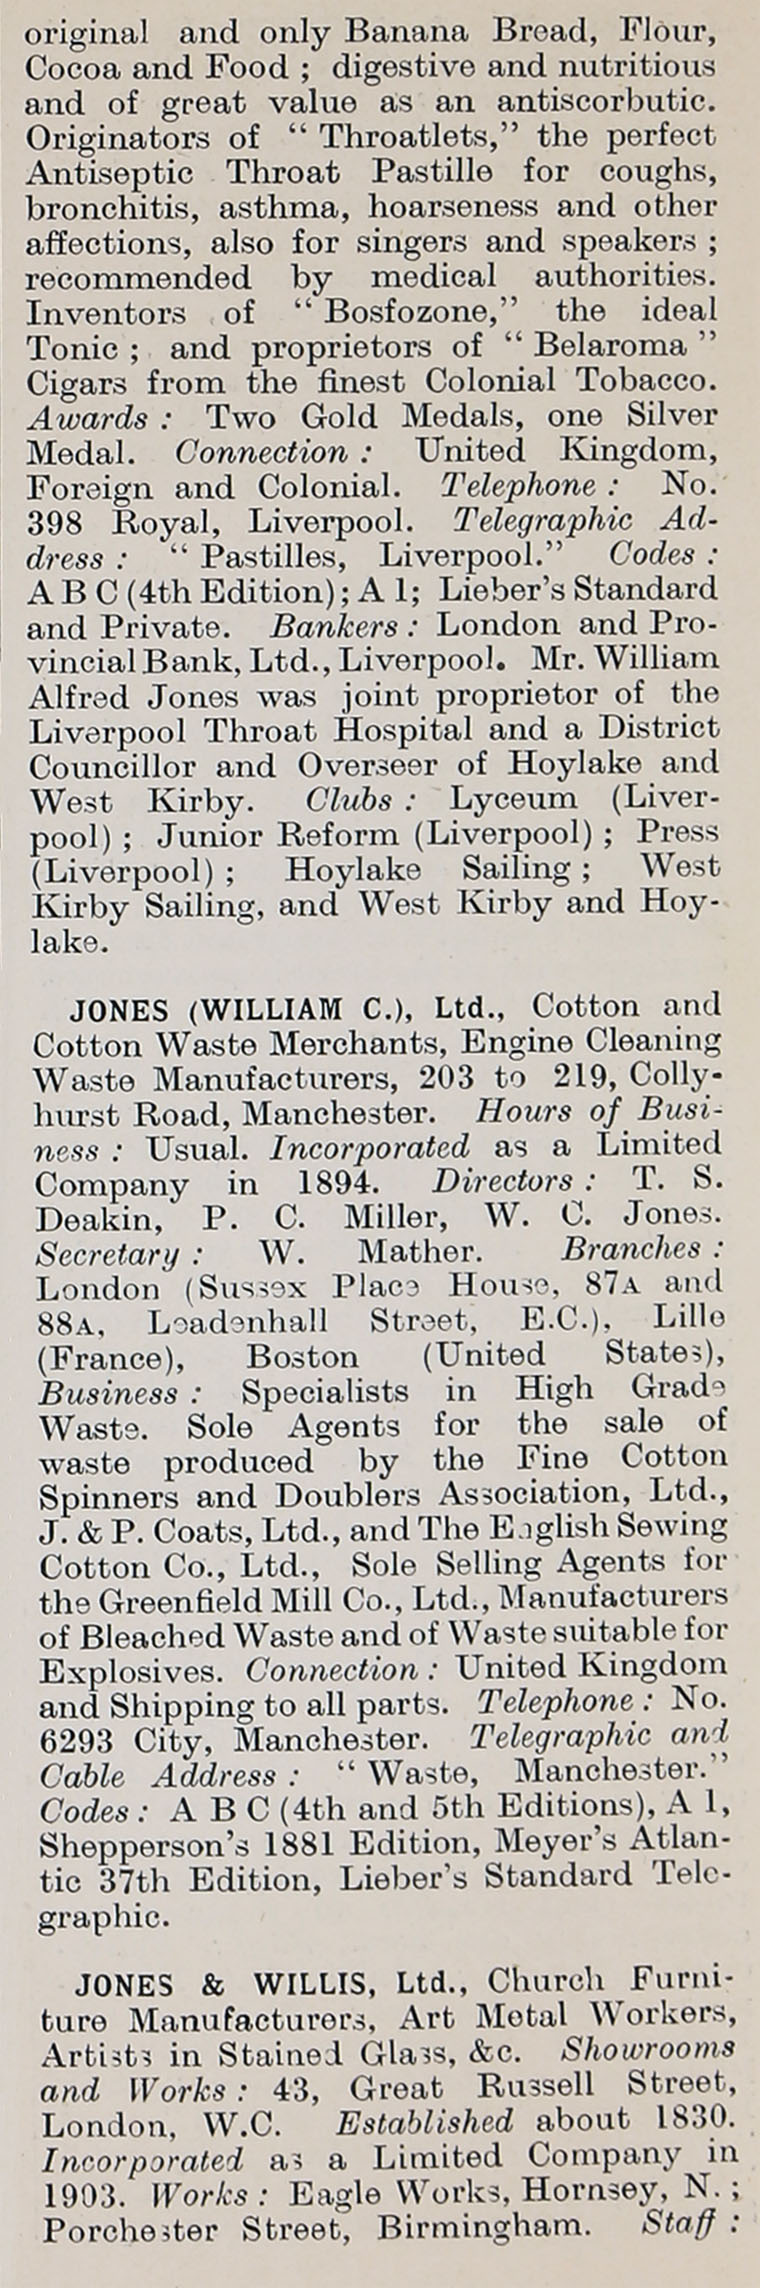 original and only Banana Bread, Flour,
Cocoa and Food ; digestive and nutritious
and of great value as an antiscorbutic.
Originators of “ Throatlets,” the perfect
Antiseptic Throat Pastille for coughs,
bronchitis, asthma, hoarseness and other
affections, also for singers and speakers ;
recommended by medical authorities.
Inventors of “ Bosfozone,” the ideal
Tonic ; and proprietors of “ Belaroma ”
Cigars from the finest Colonial Tobacco.
Awards : Two Gold Medals, one Silver
Medal. Connection : United Kingdom,
Foreign and Colonial. Telephone : No.
398 Royal, Liverpool. Telegraphic Ad-
dress : “ Pastilles, Liverpool.” Codes :
A B C (4th Edition) ; A 1; Lieber's Standard
and Private. Bankers : London and Pro-
vincial Bank, Ltd., Liverpool. Mr. William
Alfred Jones was joint proprietor of the
Liverpool Throat Hospital and a District
Councillor and Overseer of Hoylake and
West Kirby. Clubs : Lyceum (Liver-
pool) ; Junior Reform (Liverpool) ; Press
(Liverpool) ; Hoylake Sailing ; West
Kirby Sailing, and West Kirby and Hoy-
lake.
JONES (WILLIAM C.), Ltd., Cotton and
Cotton Waste Merchants, Engine Cleaning
Waste Manufacturers, 203 to 219, Colly-
hurst Road, Manchester. Hours of Busi-
ness : Usual. Incorporated as a Limited
Company in 1894. Directors : T. S.
Deakin, P. C. Miller, W. C. Jones.
Secretary : W. Mather. Branches :
London (Sussex Place House, 87A and
88A, Leadenhall Street, E.C.), Lille
(France), Boston (United States),
Business : Specialists in High Grade
Waste. Sole Agents for the sale of
waste produced by the Fine Cotton
Spinners and Doublers Association, Ltd.,
J. & P. Coats, Ltd., and The English Sewing
Cotton Co., Ltd., Sole Selling Agents for
the Greenfield Mill Co., Ltd., Manufacturers
of Bleached Waste and of Waste suitable for
Explosives. Connection : United Kingdom
and Shipping to all parts. Telephone : No.
6293 City, Manchester. Telegraphic and
Cable Address : “ Waste, Manchester.”
Codes : A B C (4th and 5th Editions), A 1,
Shepperson's 1881 Edition, Meyer's Atlan-
tic 37th Edition, Lieber's Standard Tele-
graphic.
JONES & WILLIS, Ltd., Church Furni-
ture Manufacturers, Art Metal Workers,
Artists in Stained Glass, &c. Showrooms
and Works : 43, Great Russell Street,
London, W.C. Established about 1830.
Incorporated as a Limited Company in
1903. Works : Eagle Works, Hornsey, N. ;
Porchester Street, Birmingham. Staff :